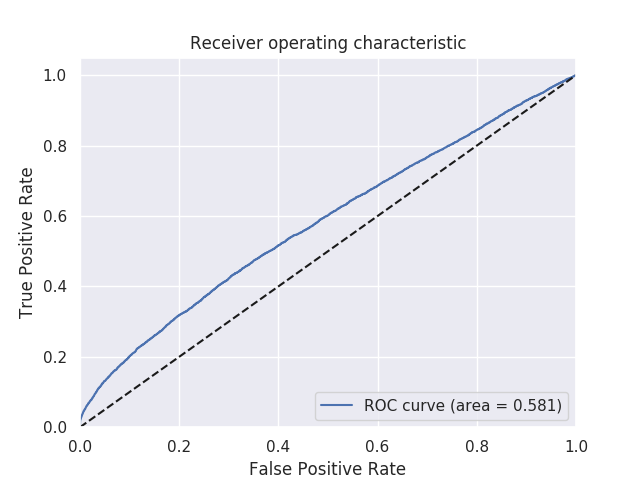 Receiver operating characteristic
True Positive Rate
1.0
0.8
0.6
0.4
0.2
0.0
ROC curve (area = 0.581)
0.0 0.2 0.4 0.6 0.8 1.0
False Positive Rate